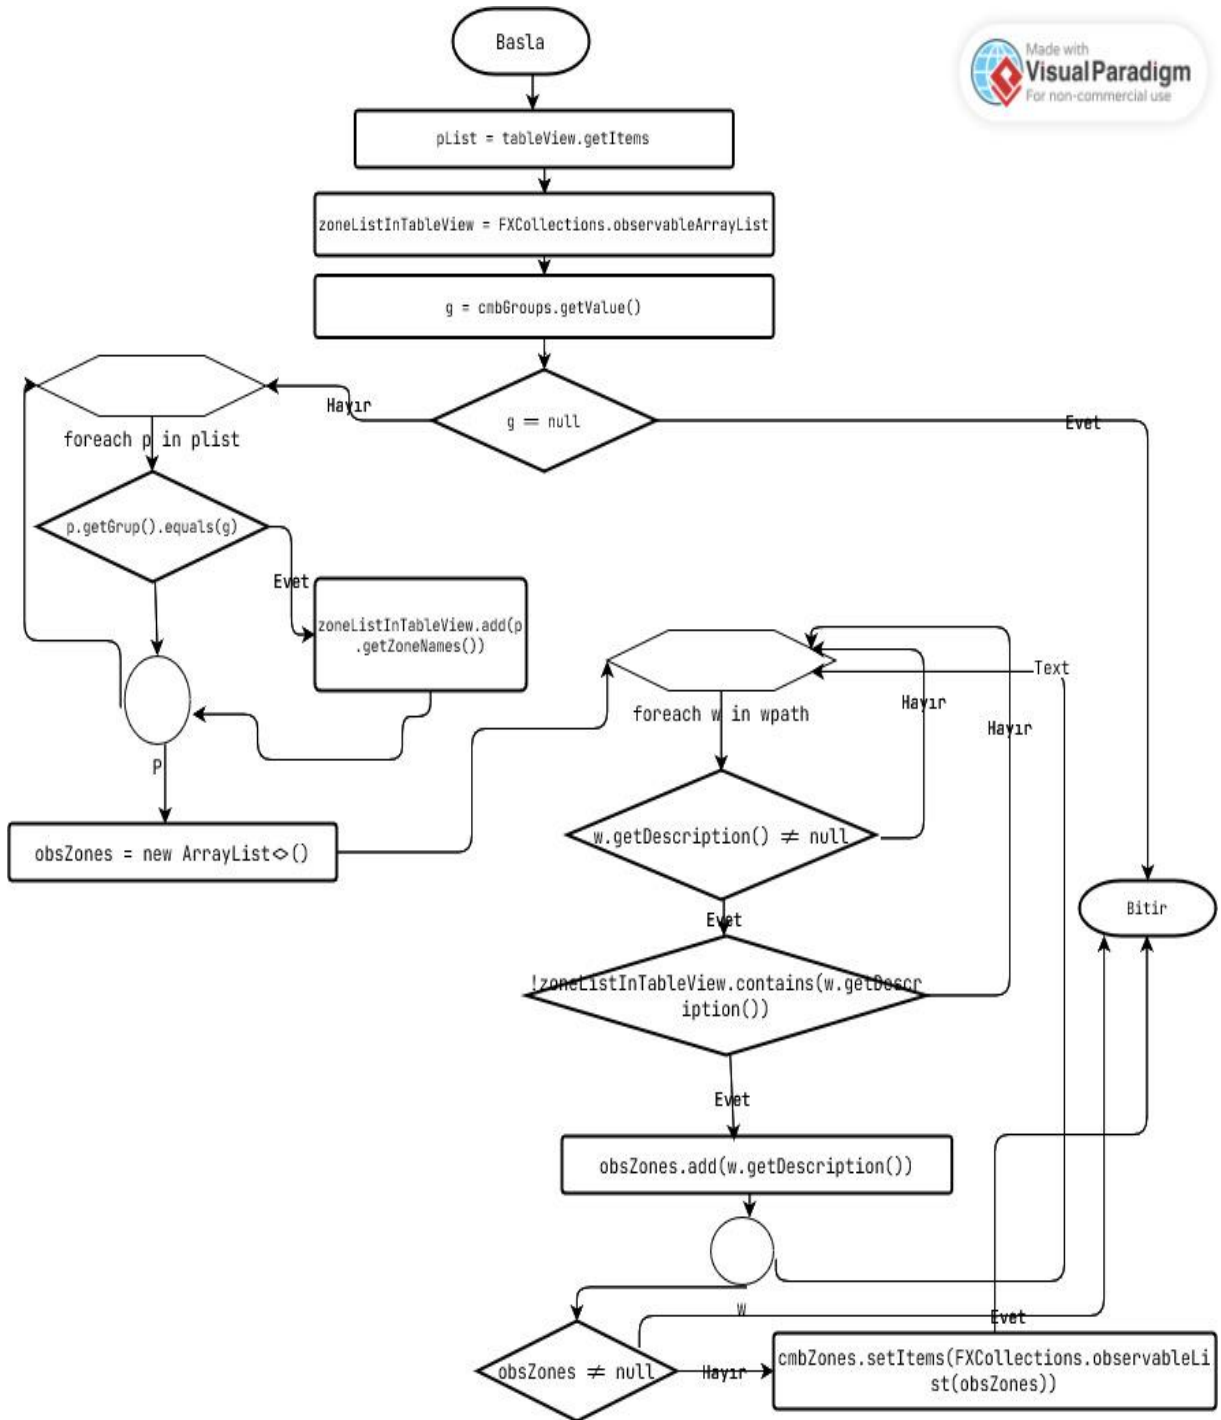 Basla
Made with
Visual Paradigm
For non-commercial use
pList = tableView.getItems
zoneListInTableView = FXCollections.observableArrayList
g = cmbGroups.getValue()
g == null
Hayır
Evet
foreach p in plist
p.getGrup().equals(g)
Evet
zoneListInTableView.add(p
.getZoneNames())
P
obsZones = new ArrayList<>()
Text
foreach w in wpath
Hayır
Hayır
w.getDescription() ≠ null
Evet
!zoneListInTableView.contains(w.getDescr
iption())
Evet
obsZones.add(w.getDescription())
W
Bitir
obsZones ≠ null
Hayır
Evet
cmbZones.setItems(FXCollections.observableLi
st(obsZones))